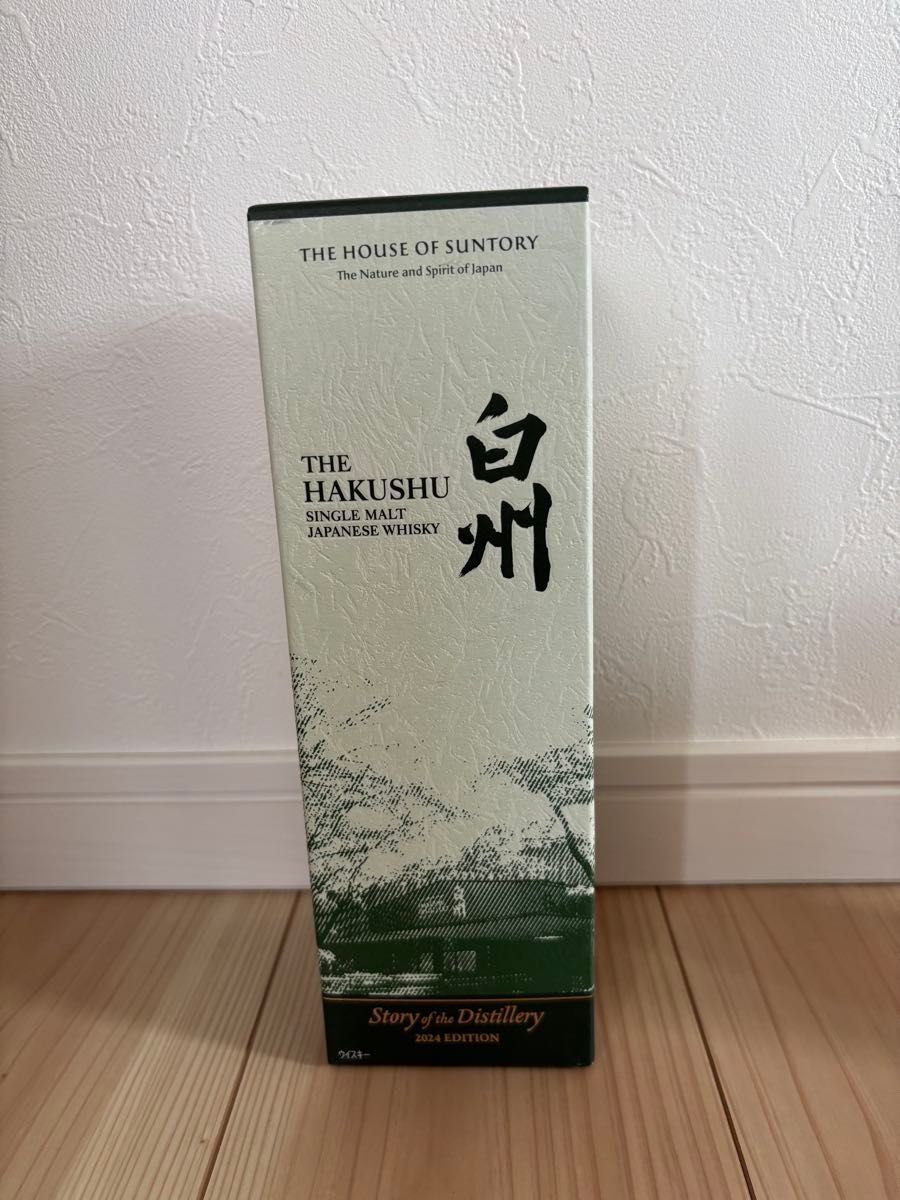 THE HOUSE OF SUNTORY
The Nature and Spirit of Japan
THE
HAKUSHU
SINGLE MALT
JAPANESE WHISKY
白州
Story of the Distillery
2024 EDITION
ウイスキー